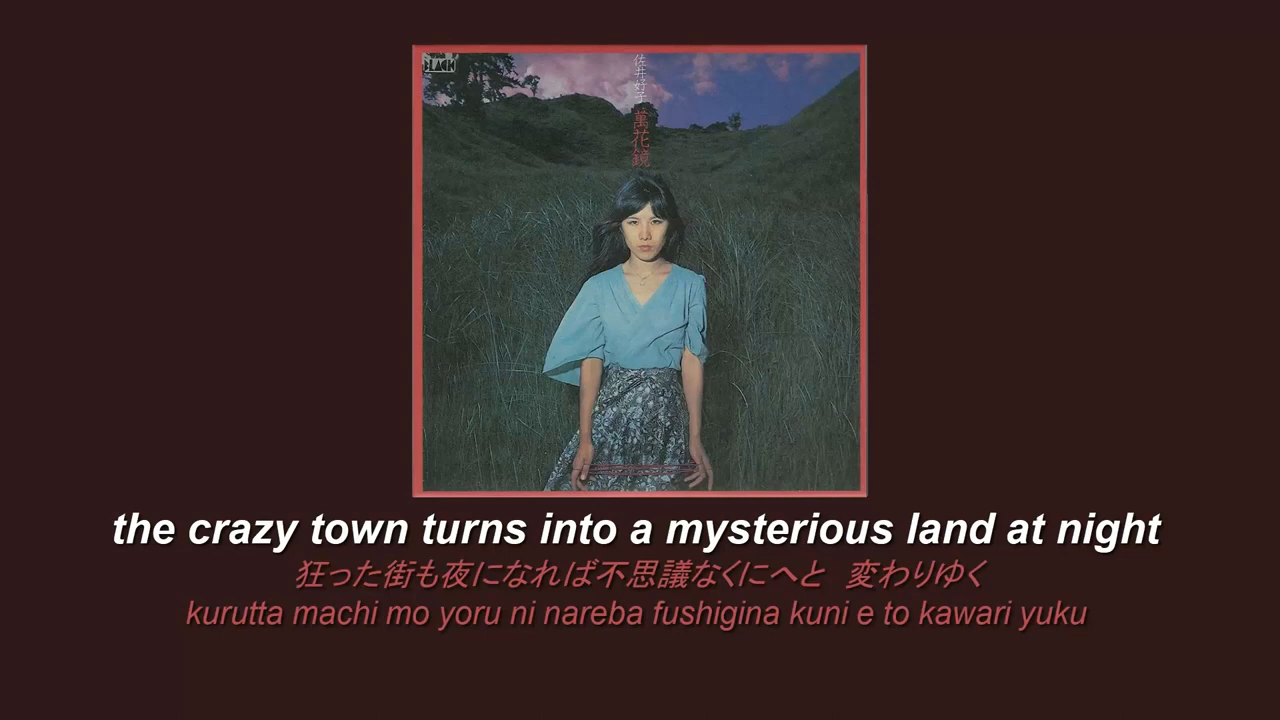 BLACK
佐井好子
萬花鏡
the crazy town turns into a mysterious land at night
狂った街も夜になれば不思議なくにへと　変わりゆく
kurutta machi mo yoru ni nareba fushigina kuni e to kawari yuku